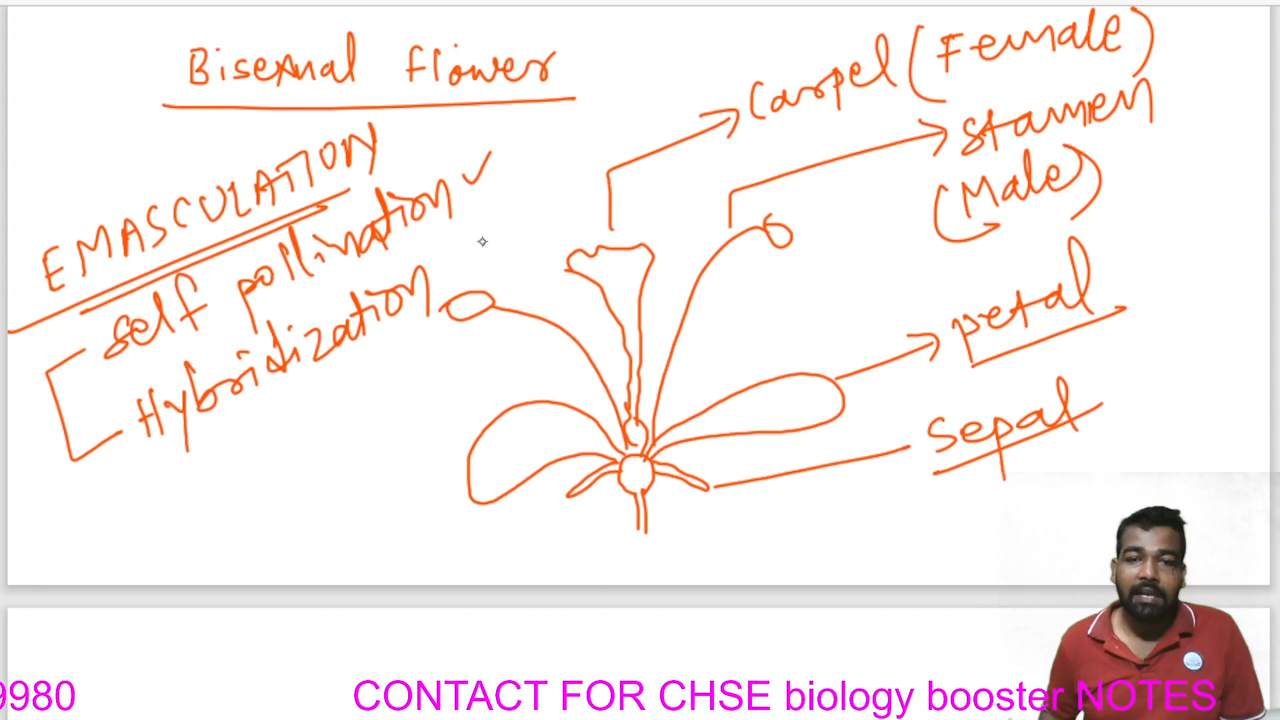 Bisexual flower
EMASCULATION
self pollination ✓
Hybridization
Carpel (Female)
Stamen
(Male)
petal
Sepal
9980 CONTACT FOR CHSE biology booster NOTES